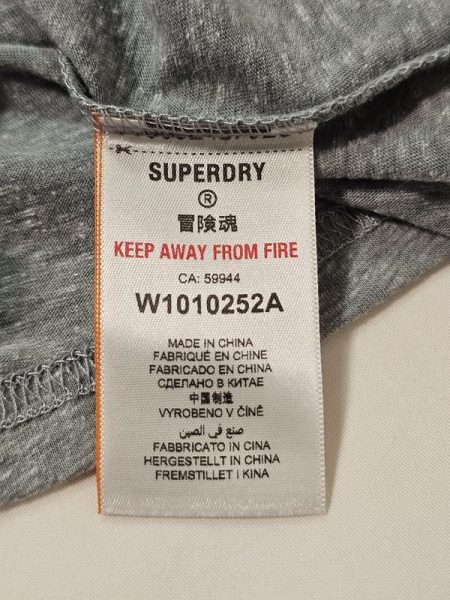 SUPERDRY
®
冒険魂
KEEP AWAY FROM FIRE
CA: 59944
W1010252A
MADE IN CHINA
FABRIQUÉ EN CHINE
FABRICADO EN CHINA
СДЕЛАНО В КИТАЕ
中国制造
VYROBENO V ČÍNĚ
صنع في الصين
FABBRICATO IN CINA
HERGESTELLT IN CHINA
FREMSTILLET I KINA